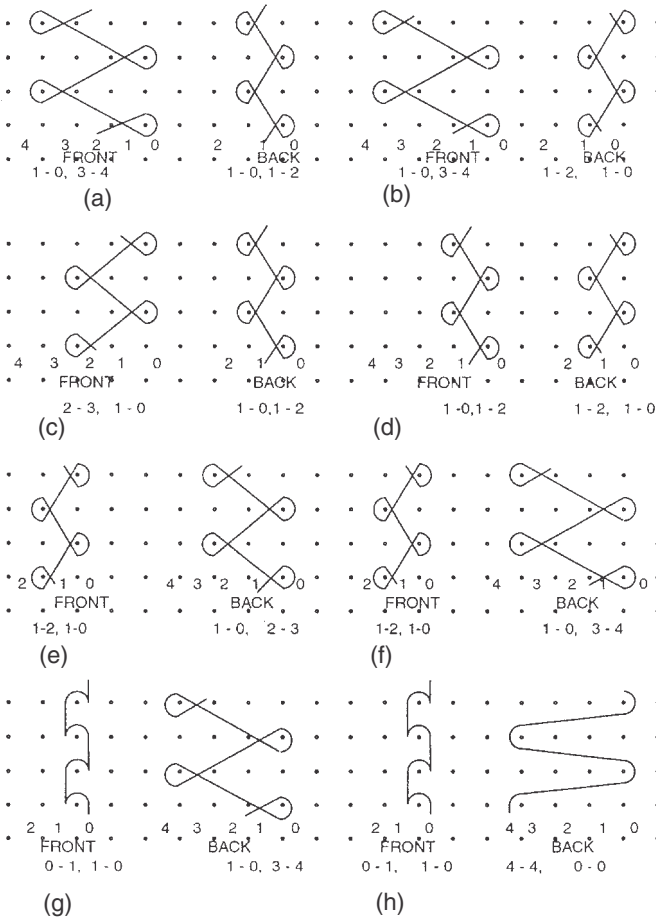 4 3 2 1 0 2 1 0 4 3 2 1 0 2 1 0
FRONT BACK FRONT BACK
1 - 0, 3 - 4 1 - 0, 1 - 2 1 - 0, 3 - 4 1 - 2, 1 - 0
(a) (b)
4 3 2 1 0 2 1 0 2 1 0 2 1 0
FRONT BACK FRONT BACK
2 - 3, 1 - 0 1 - 0, 1 - 2 1 - 0, 1 - 2 1 - 2, 1 - 0
(c) (d)
2 1 0 4 3 2 1 0 2 1 0 4 3 2 1 0
FRONT BACK FRONT BACK
1-2, 1-0 1 - 0, 2 - 3 1-2, 1-0 1 - 0, 3 - 4
(e) (f)
2 1 0 4 3 2 1 0 2 1 0 4 3 2 1 0
FRONT BACK FRONT BACK
0 - 1, 1 - 0 1 - 0, 3 - 4 0 - 1, 1 - 0 4 - 4, 0 - 0
(g) (h)